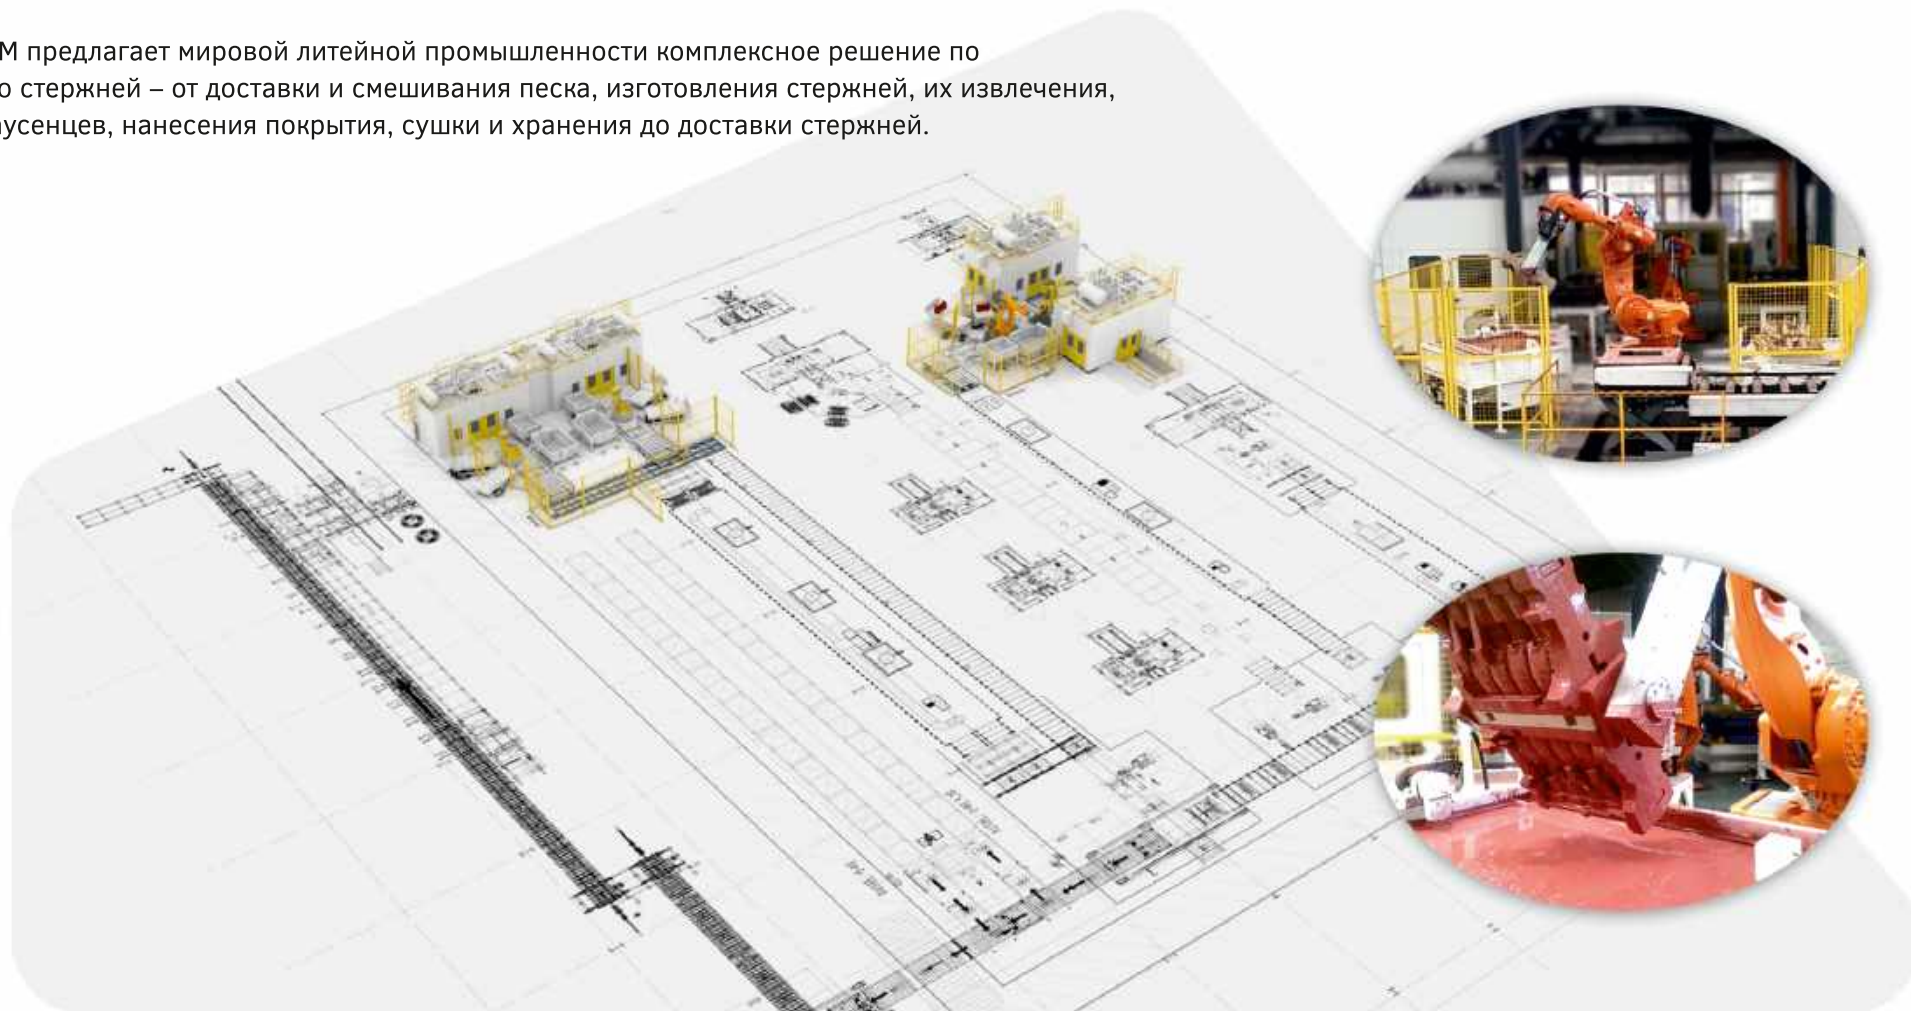 М предлагает мировой литейной промышленности комплексное решение по
о стержней – от доставки и смешивания песка, изготовления стержней, их извлечения,
усенцев, нанесения покрытия, сушки и хранения до доставки стержней.